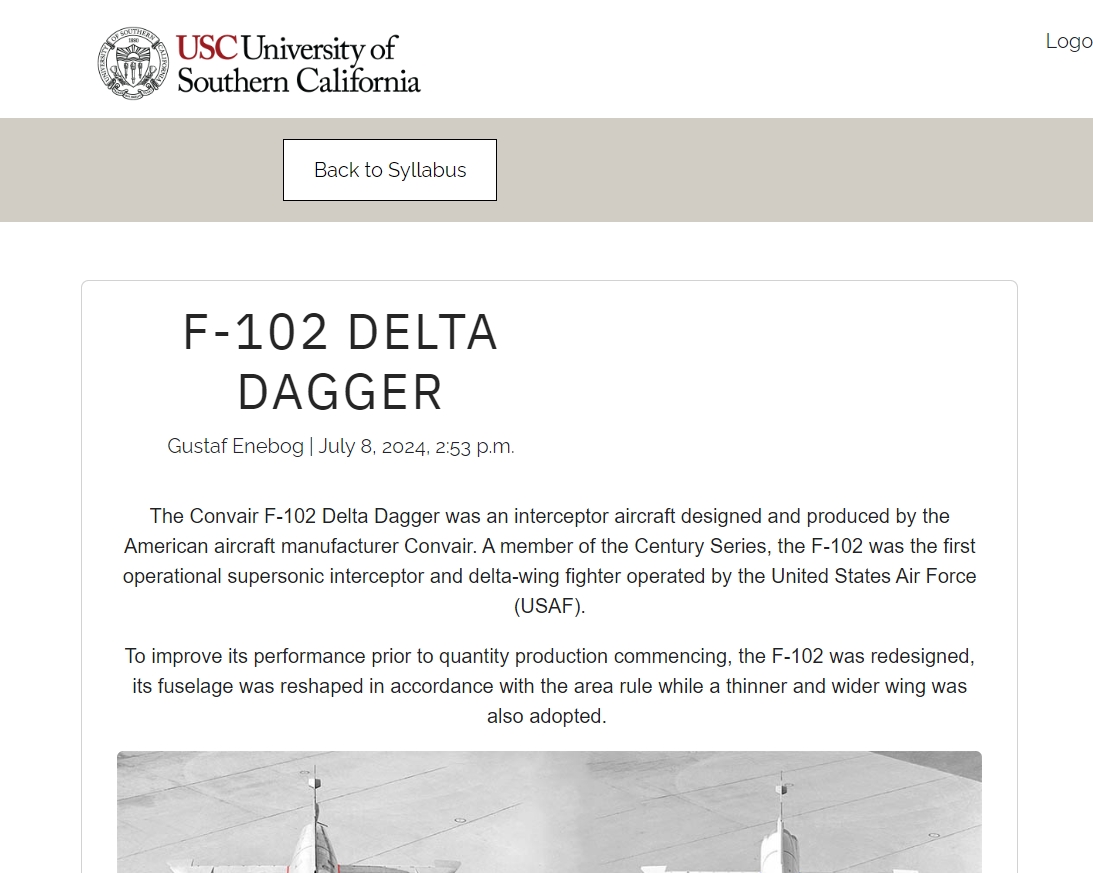 USC University of
Southern California
Logo
Back to Syllabus
F-102 DELTA
DAGGER
Gustaf Enebog | July 8, 2024, 2:53 p.m.
The Convair F-102 Delta Dagger was an interceptor aircraft designed and produced by the
American aircraft manufacturer Convair. A member of the Century Series, the F-102 was the first
operational supersonic interceptor and delta-wing fighter operated by the United States Air Force
(USAF).
To improve its performance prior to quantity production commencing, the F-102 was redesigned,
its fuselage was reshaped in accordance with the area rule while a thinner and wider wing was
also adopted.